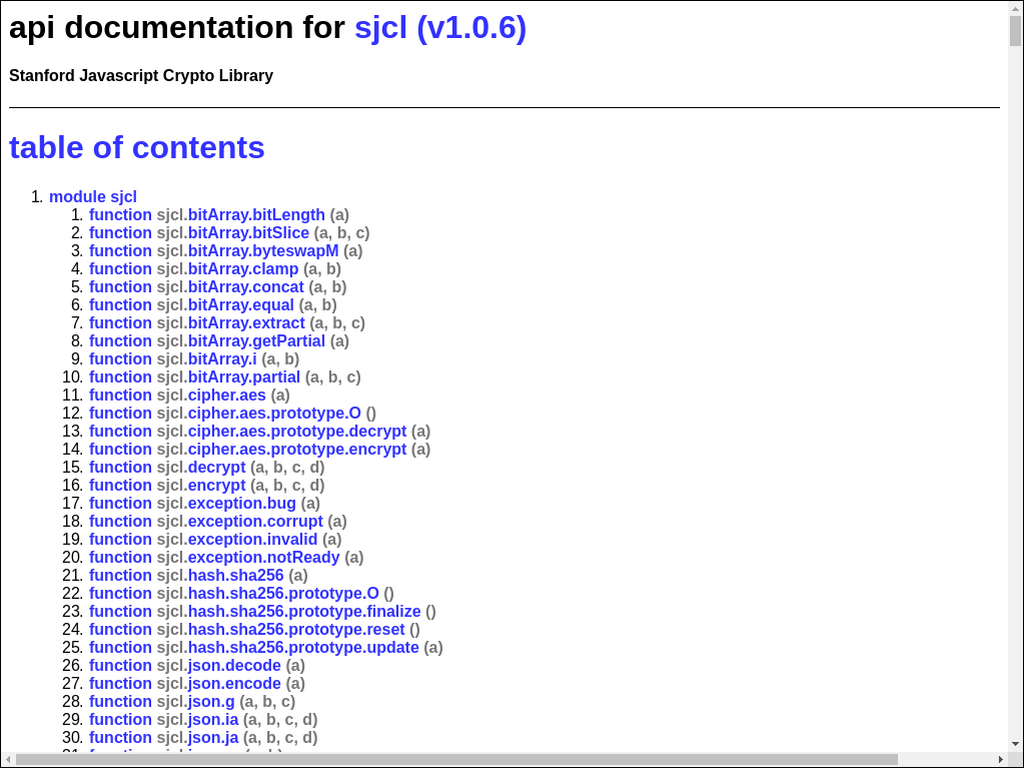 api documentation for sjcl (v1.0.6)
Stanford Javascript Crypto Library
table of contents
1. module sjcl
1. function sjcl.bitArray.bitLength (a)
2. function sjcl.bitArray.bitSlice (a, b, c)
3. function sjcl.bitArray.byteswapM (a)
4. function sjcl.bitArray.clamp (a, b)
5. function sjcl.bitArray.concat (a, b)
6. function sjcl.bitArray.equal (a, b)
7. function sjcl.bitArray.extract (a, b, c)
8. function sjcl.bitArray.getPartial (a)
9. function sjcl.bitArray.i (a, b)
10. function sjcl.bitArray.partial (a, b, c)
11. function sjcl.cipher.aes (a)
12. function sjcl.cipher.aes.prototype.O ()
13. function sjcl.cipher.aes.prototype.decrypt (a)
14. function sjcl.cipher.aes.prototype.encrypt (a)
15. function sjcl.decrypt (a, b, c, d)
16. function sjcl.encrypt (a, b, c, d)
17. function sjcl.exception.bug (a)
18. function sjcl.exception.corrupt (a)
19. function sjcl.exception.invalid (a)
20. function sjcl.exception.notReady (a)
21. function sjcl.hash.sha256 (a)
22. function sjcl.hash.sha256.prototype.O ()
23. function sjcl.hash.sha256.prototype.finalize ()
24. function sjcl.hash.sha256.prototype.reset ()
25. function sjcl.hash.sha256.prototype.update (a)
26. function sjcl.json.decode (a)
27. function sjcl.json.encode (a)
28. function sjcl.json.g (a, b, c)
29. function sjcl.json.ia (a, b, c, d)
30. function sjcl.json.ja (a, b, c, d)